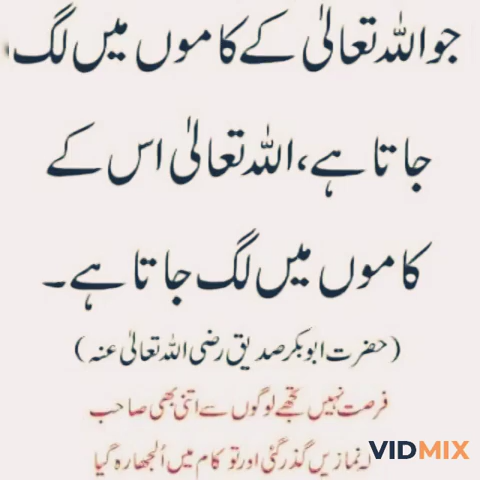 جو اللہ تعالیٰ کے کاموں میں لگ
جاتا ہے، اللہ تعالیٰ اس کے
کاموں میں لگ جاتا ہے۔
(حضرت ابوبکر صدیق رضی اللہ تعالیٰ عنہ)
فرصت نہیں تجھے لوگوں سے اتنی بھی صاحب
نمازیں گذر گئی اور تو کام میں اُلجھا رہ گیا
VIDMIX